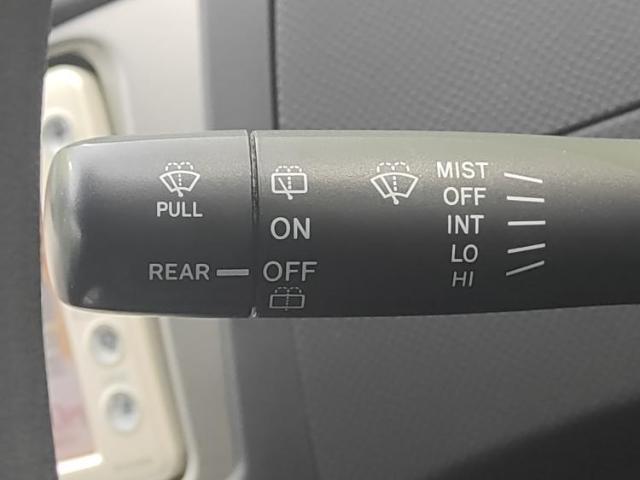 PULL
REAR
ON
OFF
MIST
OFF
INT
LO
HI